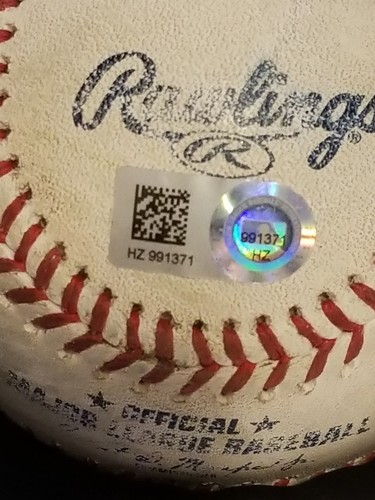 Rawlings®
R
991371
HZ
HZ 991371
★ OFFICIAL ★
MAJOR LEAGUE BASEBALL